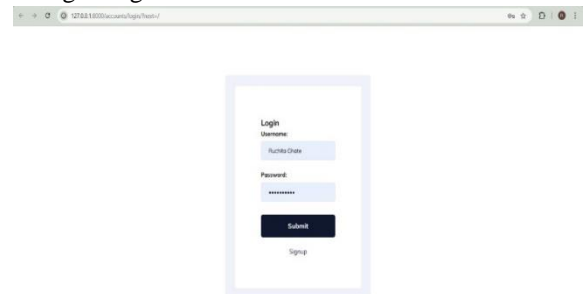 127.0.0.1:8000/accounts/login/?next=/
Login
Username:
Ruchita Ghate
Password:
Submit
Signup